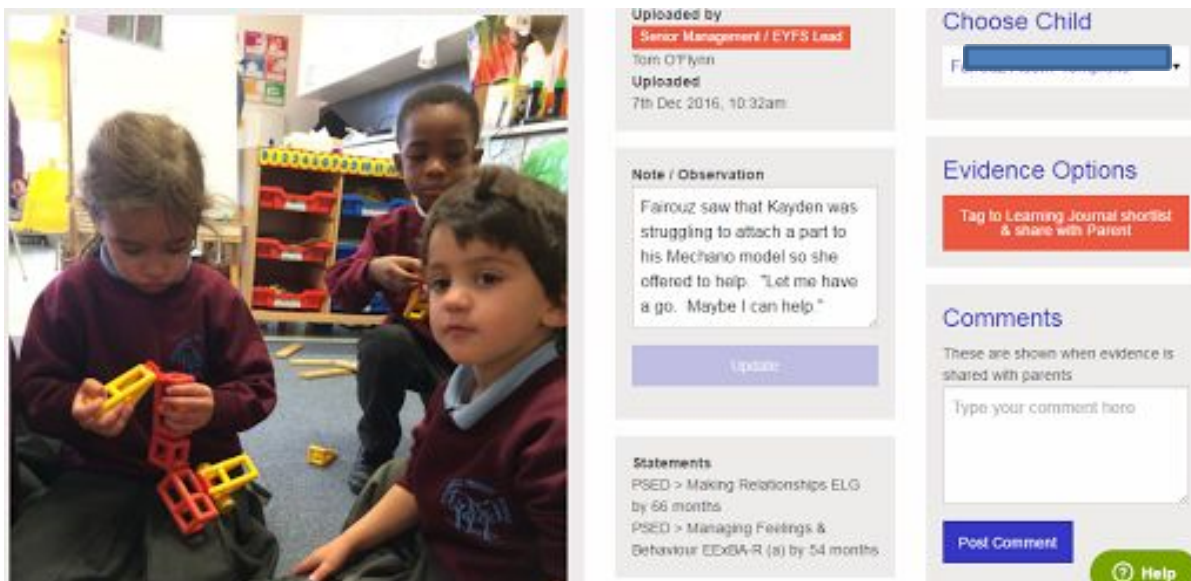 Uploaded by
Senior Management / EYFS Lead
Tom O'Flynn
Uploaded
7th Dec 2016, 10:32am
Note / Observation
Fairouz saw that Kayden was
struggling to attach a part to
his Mechano model so she
offered to help. "Let me have
a go. Maybe I can help."
Update
Statements
PSED > Making Relationships ELG
by 66 months
PSED > Managing Feelings &
Behaviour EExBA-R (a) by 54 months
Choose Child
Evidence Options
Tag to Learning Journal shortlist
& share with Parent
Comments
These are shown when evidence is
shared with parents
Type your comment here
Post Comment
Help